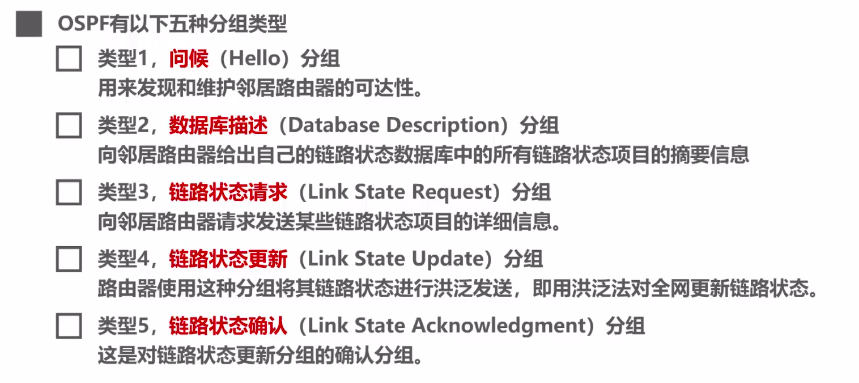 OSPF有以下五种分组类型
类型1，问候（Hello）分组
用来发现和维护邻居路由器的可达性。
类型2，数据库描述（Database Description）分组
向邻居路由器给出自己的链路状态数据库中的所有链路状态项目的摘要信息
类型3，链路状态请求（Link State Request）分组
向邻居路由器请求发送某些链路状态项目的详细信息。
类型4，链路状态更新（Link State Update）分组
路由器使用这种分组将其链路状态进行洪泛发送，即用洪泛法对全网更新链路状态。
类型5，链路状态确认（Link State Acknowledgment）分组
这是对链路状态更新分组的确认分组。